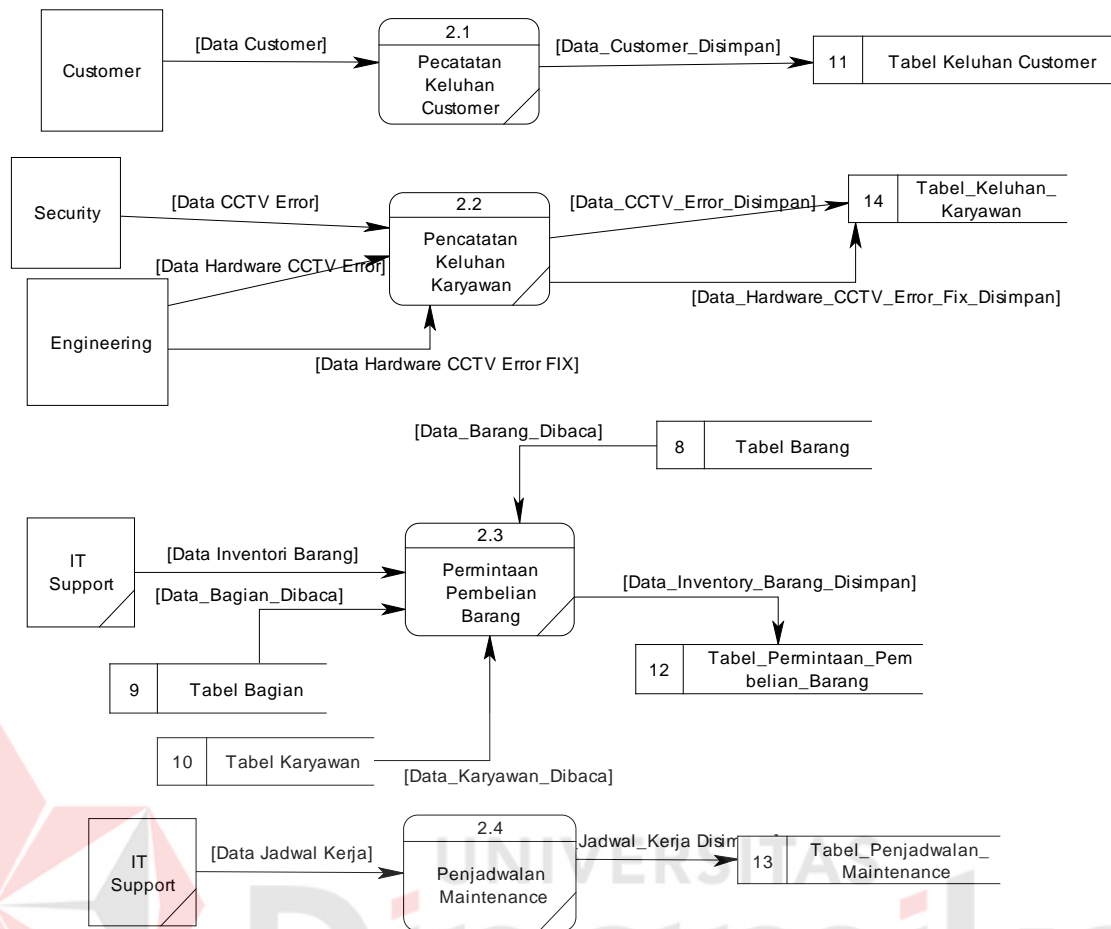 [Data Customer]
Customer
2.1
Pecatatan
Keluhan
Customer
[Data_Customer_Disimpan]
11
Tabel Keluhan Customer
Security
[Data CCTV Error]
2.2
Pencatatan
Keluhan
Karyawan
[Data_CCTV_Error_Disimpan]
14
Tabel_Keluhan_
Karyawan
[Data Hardware CCTV Error]
Engineering
[Data Hardware CCTV Error FIX]
[Data_Hardware_CCTV_Error_Fix_Disimpan]
[Data_Barang_Dibaca]
8
Tabel Barang
IT
Support
[Data Inventori Barang]
[Data_Bagian_Dibaca]
2.3
Permintaan
Pembelian
Barang
[Data_Inventory_Barang_Disimpan]
9
Tabel Bagian
12
Tabel_Permintaan_Pem
belian_Barang
10
Tabel Karyawan
[Data_Karyawan_Dibaca]
IT
Support
[Data Jadwal Kerja]
2.4
Penjadwalan
Maintenance
_Jadwal_Kerja
13
Tabel_Penjadwalan_
Maintenance
UNIVERSITAS